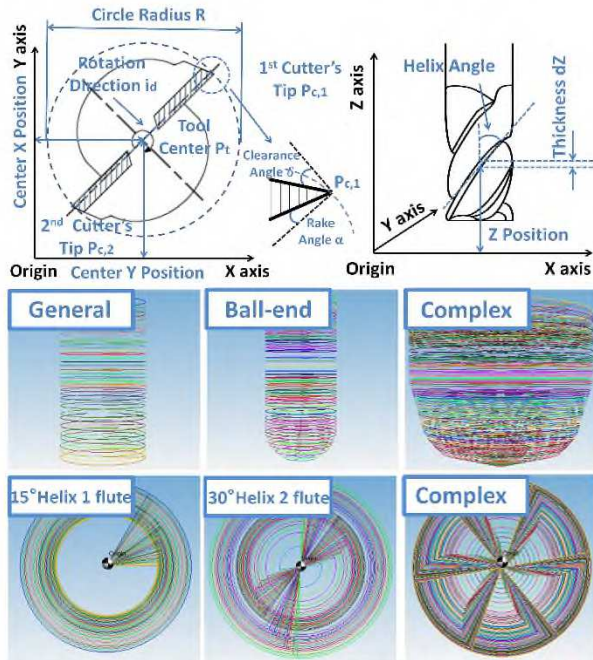 Circle Radius R
Y axis
Center X Position
Rotation
Direction id
Tool
Center Pt
1st Cutter's
Tip Pc,1
Clearance
Angle δ
Pc,1
Rake
Angle α
2nd Cutter's
Tip Pc,2
Origin
Center Y Position
X axis
Z axis
Helix Angle
Thickness dZ
Y axis
Z Position
Origin
X axis
General
Ball-end
Complex
15°Helix 1 flute
30°Helix 2 flute
Complex
Origin